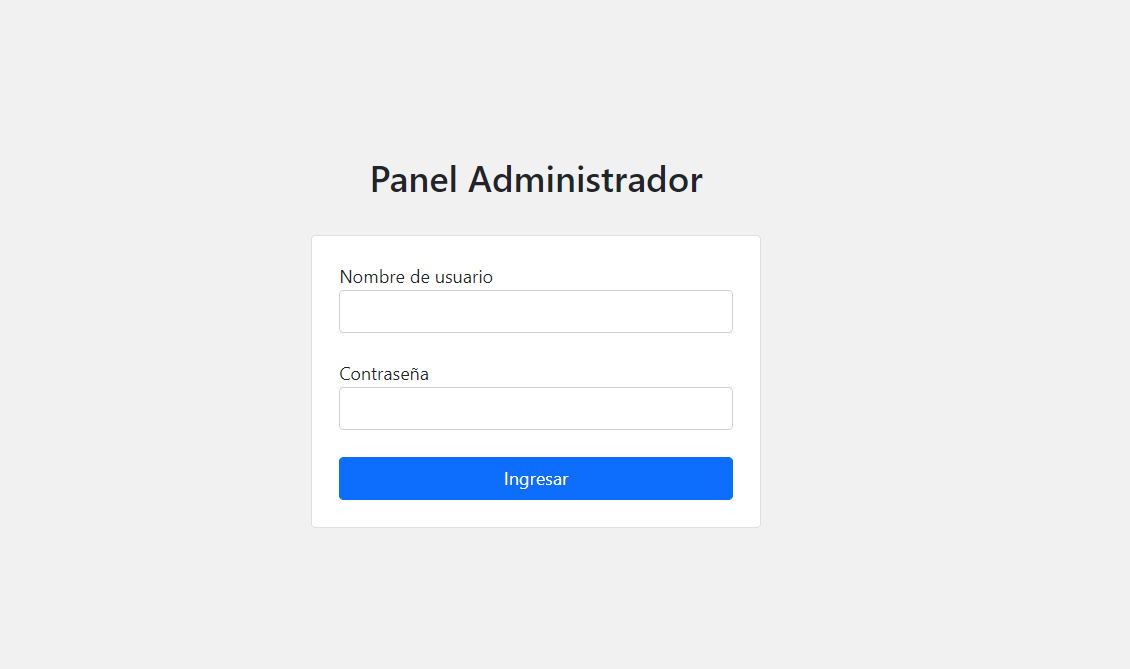 Panel Administrador
Nombre de usuario
Contraseña
Ingresar